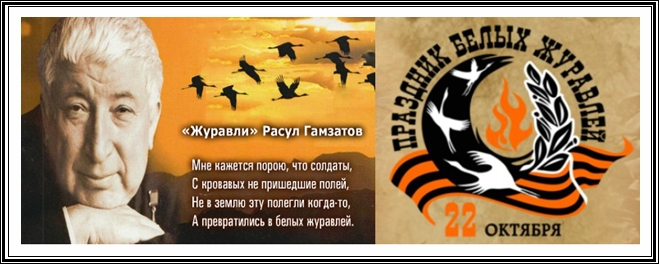 «Журавли» Расул Гамзатов
Мне кажется порою, что солдаты,
С кровавых не пришедшие полей,
Не в землю эту полегли когда-то,
А превратились в белых журавлей.
ПРАЗДНИК БЕЛЫХ ЖУРАВЛЕЙ
22 ОКТЯБРЯ